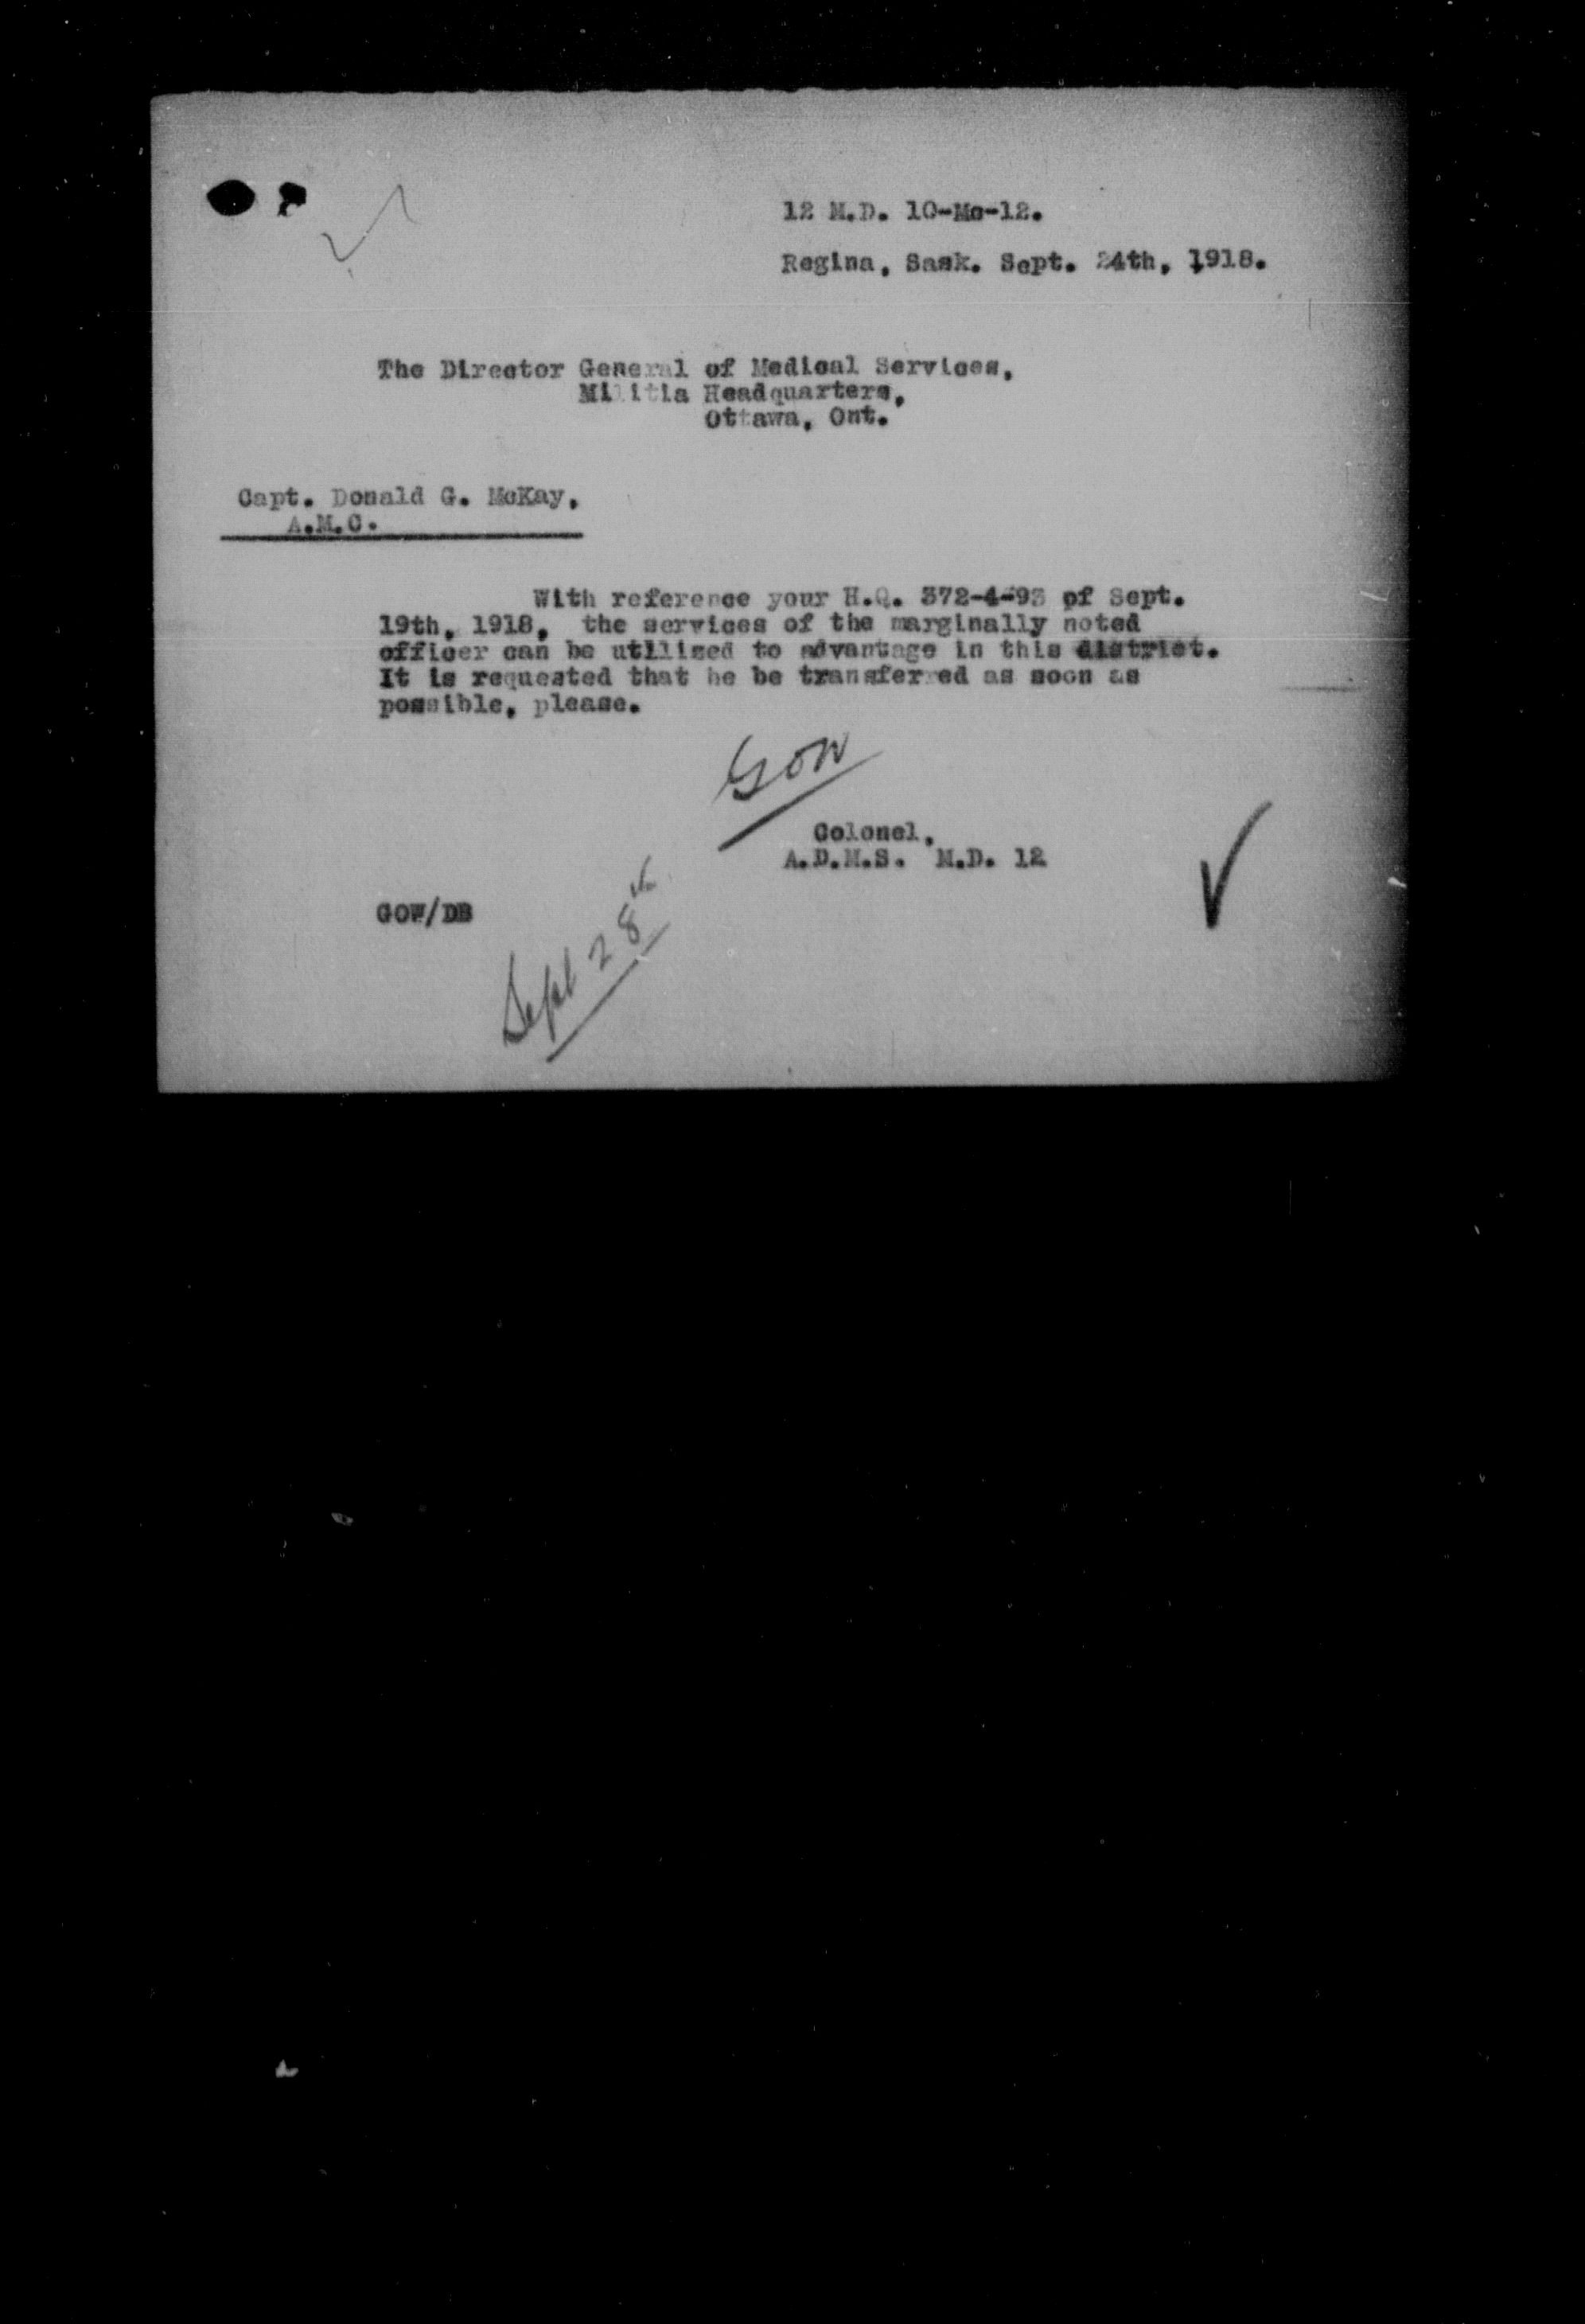 12 M.D. 10-Mc-12.
Regina, Sask. Sept. 24th, 1918.
The Director General of Medical Services,
Militia Headquarters,
Ottawa, Ont.
Capt. Donald G. McKay,
A.M.C.
With reference your H.Q. 372-4-93 of Sept.
19th, 1918, the services of the marginally noted
officer can be utilized to advantage in this district.
It is requested that he be transferred as soon as
possible, please.
GOW
Colonel,
A.D.M.S. M.D. 12
GOW/DB
Sept 28th